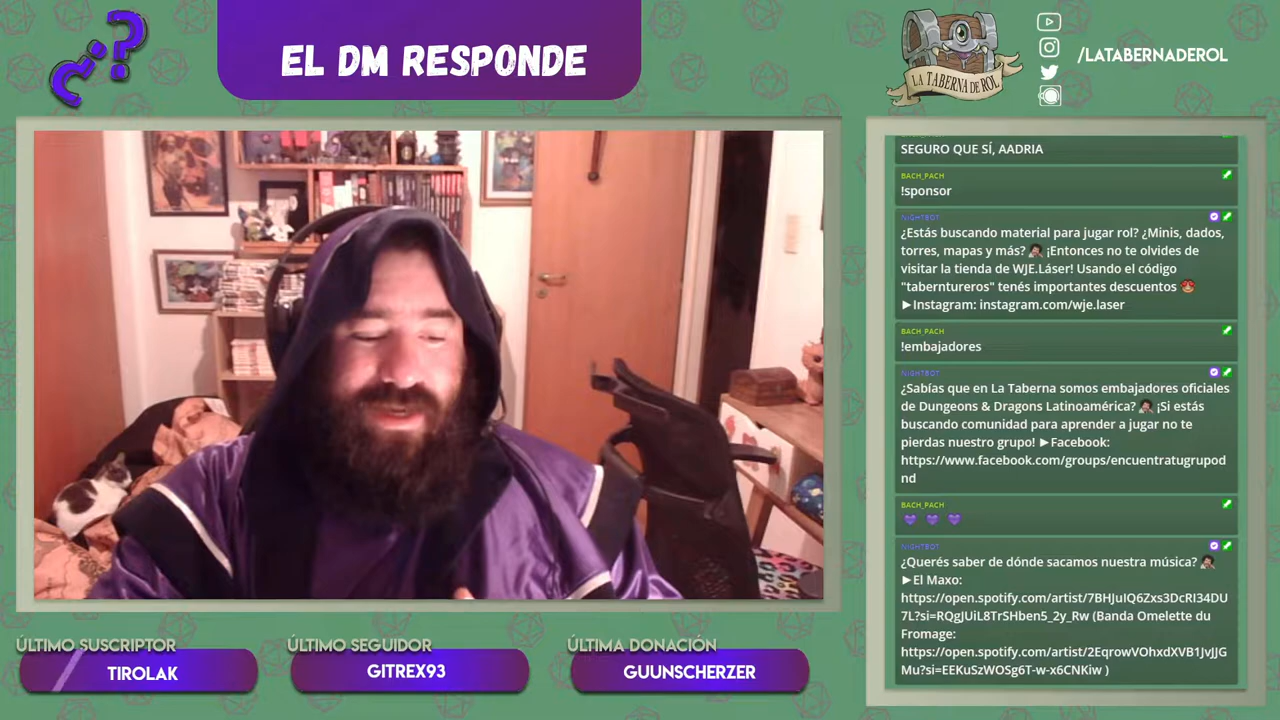 EL DM RESPONDE
LA TABERNA DE ROL
/LATABERNADEROL
SEGURO QUE SÍ, AADRIA
BACH_PACH
!sponsor
NIGHTBOT
¿Estás buscando material para jugar rol? ¿Minis, dados,
torres, mapas y más? ¡Entonces no te olvides de
visitar la tienda de WJE.Láser! Usando el código
"taberntureros" tenés importantes descuentos
►Instagram: instagram.com/wje.laser
BACH_PACH
!embajadores
NIGHTBOT
¿Sabías que en La Taberna somos embajadores oficiales
de Dungeons & Dragons Latinoamérica? ¡Si estás
buscando comunidad para aprender a jugar no te
pierdas nuestro grupo! ►Facebook:
https://www.facebook.com/groups/encuentratugrupod
nd
BACH_PACH
NIGHTBOT
¿Querés saber de dónde sacamos nuestra música?
►El Maxo:
https://open.spotify.com/artist/7BHJuIQ6Zxs3DcRI34DU
7L?si=RQgJUiL8TrSHben5_2y_Rw (Banda Omelette du
Fromage:
https://open.spotify.com/artist/2EqrowVOhxdXVB1JvJJG
Mu?si=EEKuSzWOSg6T-w-x6CNKiw )
ÚLTIMO SUSCRIPTOR
TIROLAK
ÚLTIMO SEGUIDOR
GITREX93
ÚLTIMA DONACIÓN
GUUNSCHERZER